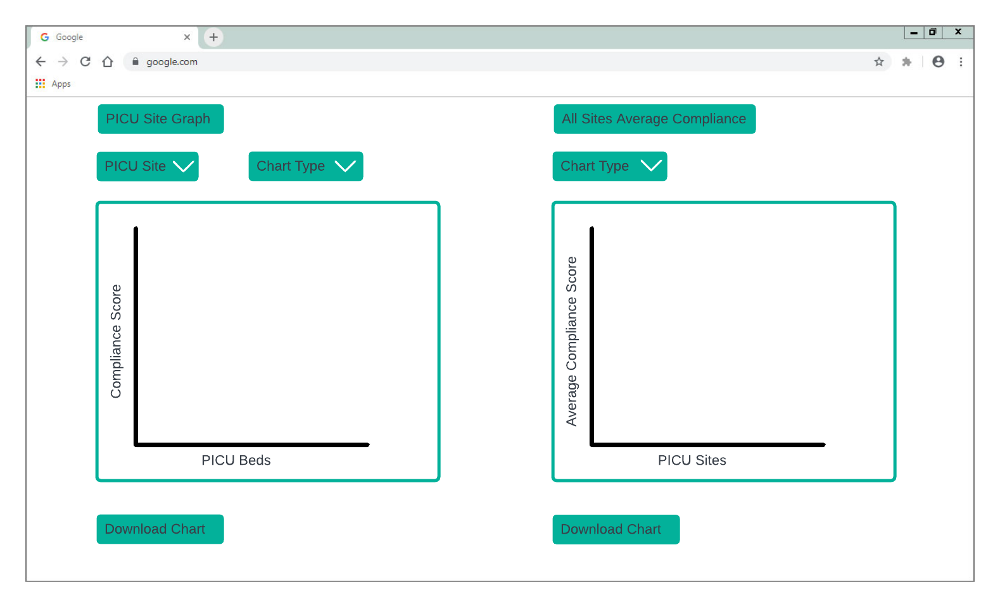 Google
google.com
Apps
PICU Site Graph
All Sites Average Compliance
PICU Site
Chart Type
Chart Type
Compliance Score
PICU Beds
Average Compliance Score
PICU Sites
Download Chart
Download Chart